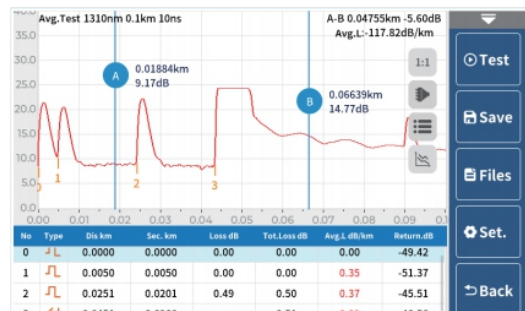 Avg.Test 1310nm 0.1km 10ns
A-B 0.04755km -5.60dB
Avg.L:-117.82dB/km
35.0
30.0
25.0
20.0
15.0
10.0
5.0
0.0
A
0.01884km
9.17dB
B
0.06639km
14.77dB
1:1
0
1
2
3
0.00 0.01 0.02 0.03 0.04 0.05 0.06 0.07 0.08 0.09
No Type Dis km Sec. km Loss dB Tot.Loss dB Avg.L dB/km Return.dB
0 0.0000 0.0000 0.00 0.00 0.00 -49.42
1 0.0050 0.0050 0.00 0.00 0.35 -51.37
2 0.0251 0.0201 0.49 0.50 0.37 -45.51
Test
Save
Files
Set.
Back